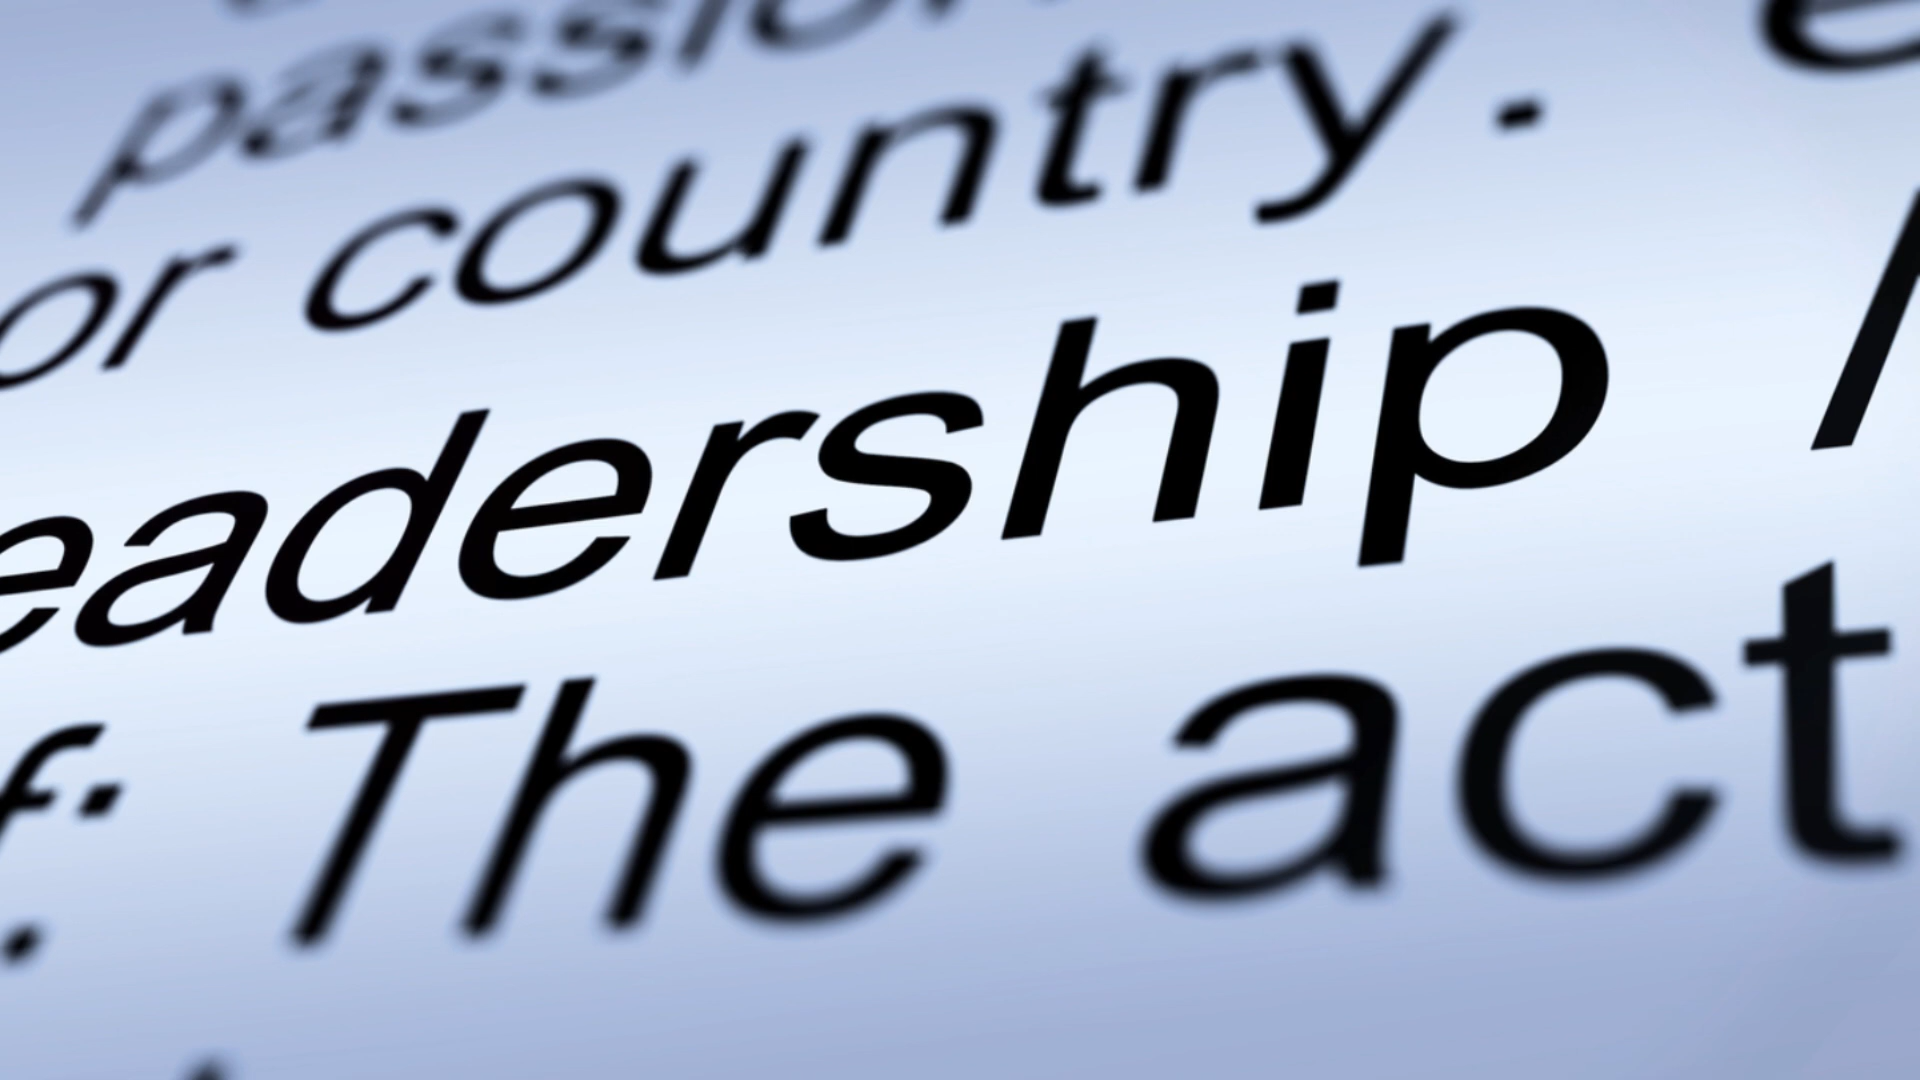 passion
or country. e
eadership /
f. The act
.